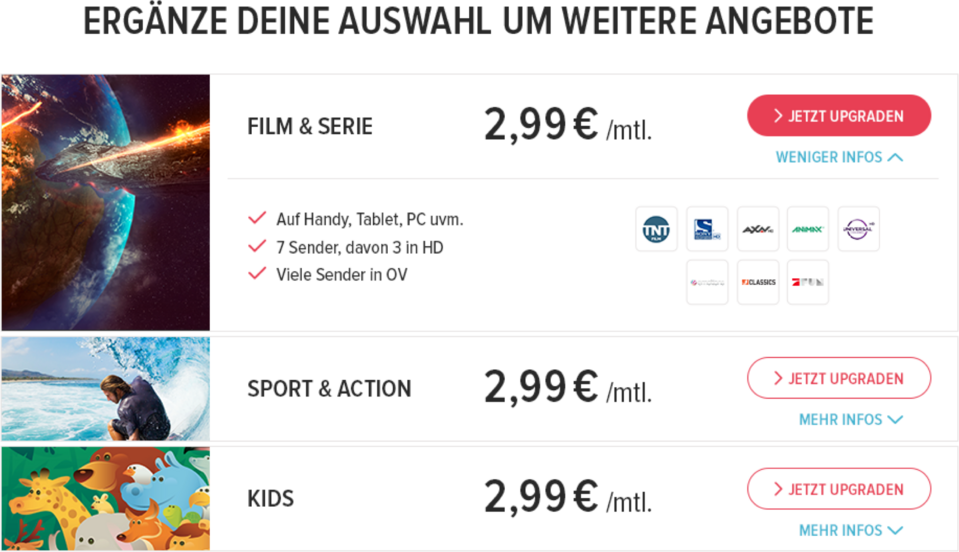 ERGÄNZE DEINE AUSWAHL UM WEITERE ANGEBOTE
FILM & SERIE
2,99 € /mtl.
JETZT UPGRADEN
WENIGER INFOS
Auf Handy, Tablet, PC uvm.
7 Sender, davon 3 in HD
Viele Sender in OV
TNT
FILM
AXN
ANIMAX
UNIVERSAL
CLASSICS
FUN
SPORT & ACTION
2,99 € /mtl.
JETZT UPGRADEN
MEHR INFOS
KIDS
2,99 € /mtl.
JETZT UPGRADEN
MEHR INFOS